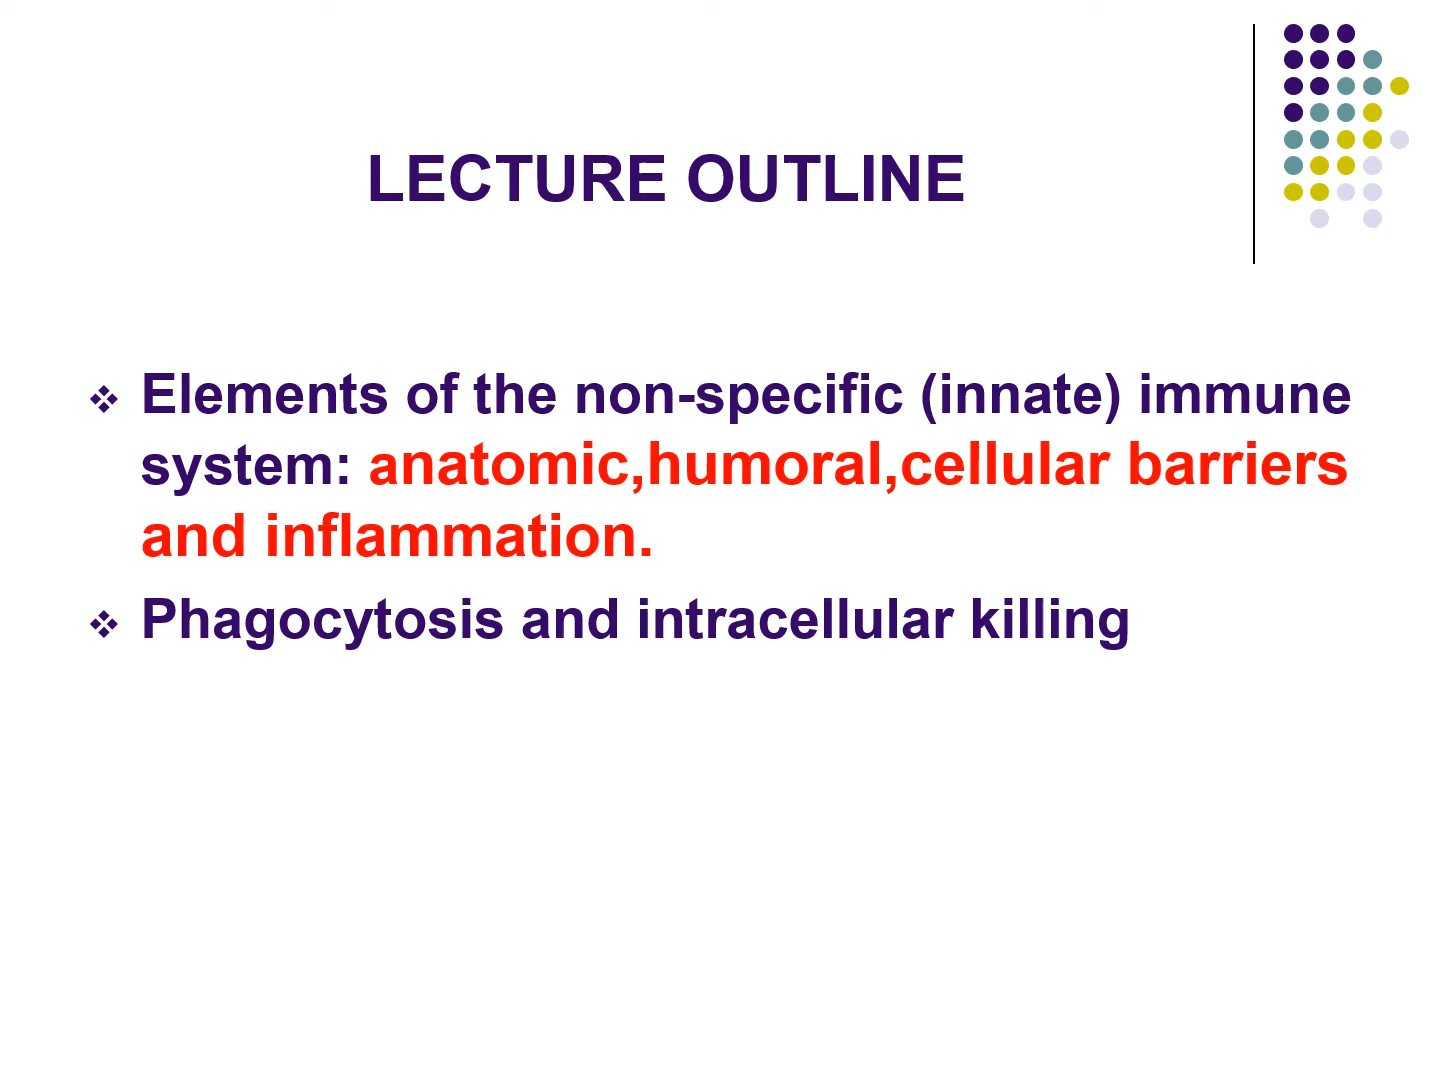 LECTURE OUTLINE
❖ Elements of the non-specific (innate) immune
system: anatomic,humoral,cellular barriers
and inflammation.
❖ Phagocytosis and intracellular killing